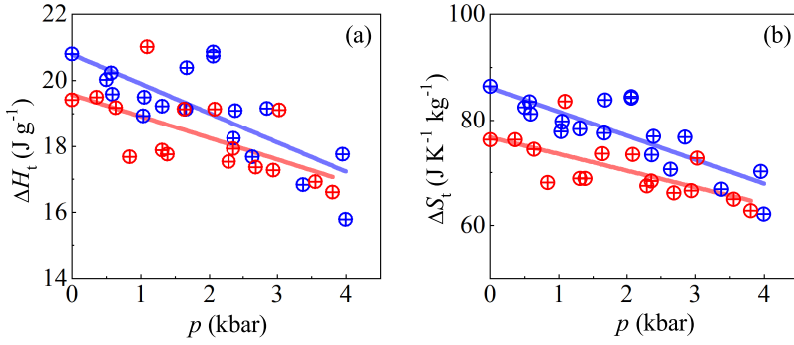 22
20
18
16
14
ΔHt (J g⁻¹)
(a)
0 1 2 3 4
p (kbar)
100
80
60
ΔSt (J K⁻¹ kg⁻¹)
(b)
0 1 2 3 4
p (kbar)